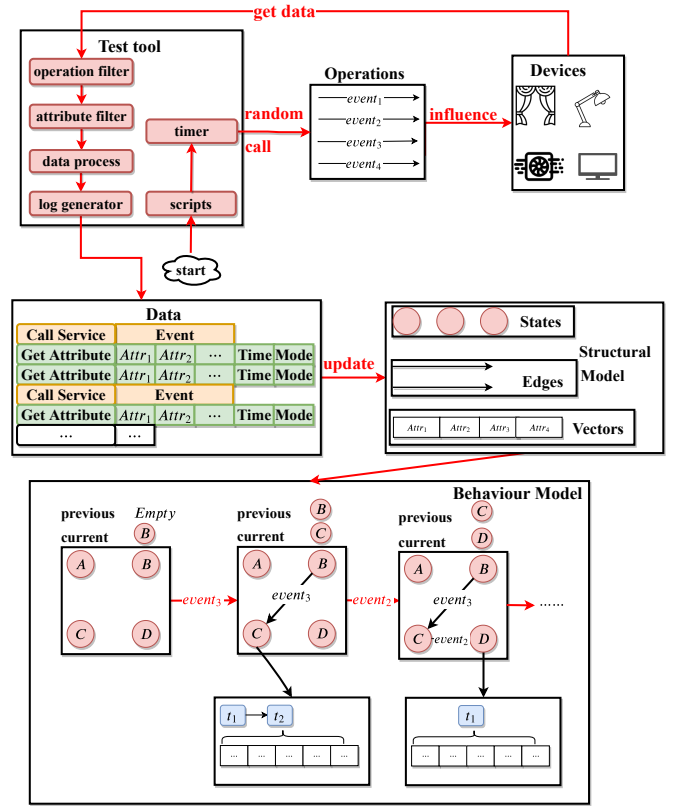 get data
Test tool
operation filter
attribute filter
data process
log generator
timer
scripts
start
random
call
Operations
event1
event2
event3
event4
influence
Devices
Data
Call Service Event
Get Attribute Attr1 Attr2 ... Time Mode
Get Attribute Attr1 Attr2 ... Time Mode
Call Service Event
Get Attribute Attr1 Attr2 ... Time Mode
... ...
update
States
Structural
Model
Edges
Attr1 Attr2 Attr3 Attr4
Vectors
Behaviour Model
previous Empty
current B
A B
C D
event3
previous B
current C
A B
event3
C D
t1 t2
... ... ... ... ...
event2
previous C
current D
A B
event3
C event2 D
t1
... ... ... ... ...
......